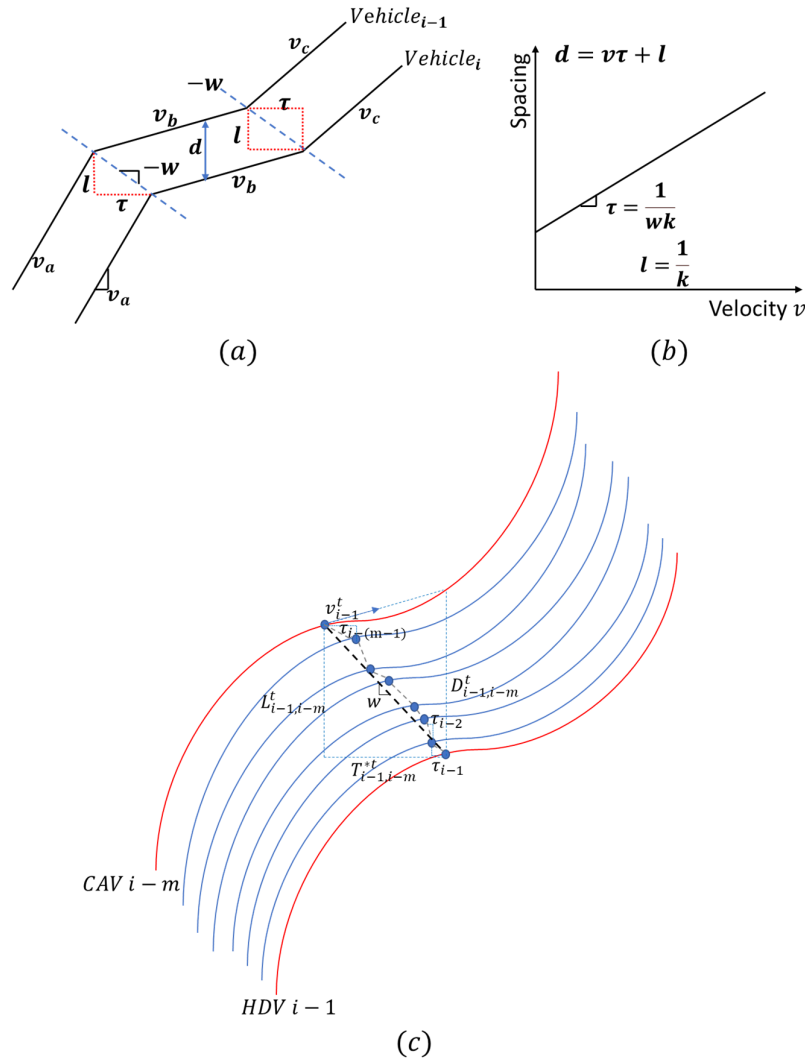 Vehicle_{i−1}
v_c
Vehicle_i
−w
τ
v_c
v_b
l
d
−w
v_b
l
τ
v_a
v_a
(a)
Spacing
d = vτ + l
τ = 1/wk
l = 1/k
Velocity v
(b)
v^t_{i−1}
τ_{i−(m−1)}
L^t_{i−1,i−m}
w
D^t_{i−1,i−m}
τ_{i−2}
T^{*t}_{i−1,i−m}
τ_{i−1}
CAV i − m
HDV i − 1
(c)